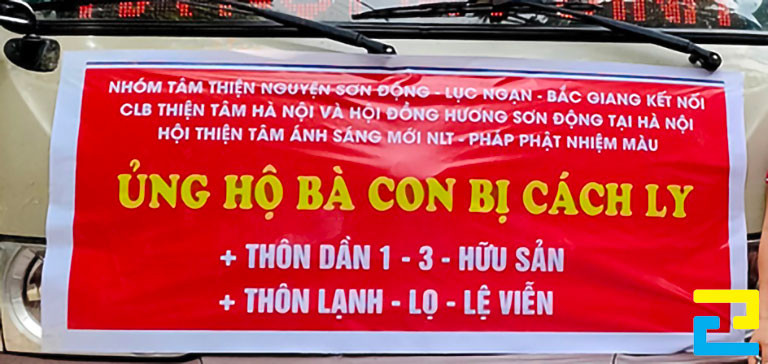 NHÓM TÂM THIỆN NGUYỆN SƠN ĐỘNG - LỤC NGẠN - BẮC GIANG KẾT NỐI
CLB THIỆN TÂM HÀ NỘI VÀ HỘI ĐỒNG HƯƠNG SƠN ĐỘNG TẠI HÀ NỘI
HỘI THIỆN TÂM ÁNH SÁNG MỚI NLT - PHÁP PHẬT NHIỆM MÀU
ỦNG HỘ BÀ CON BỊ CÁCH LY
+ THÔN DẦN 1 - 3 - HỮU SẢN
+ THÔN LẠNH - LỌ - LỆ VIỄN